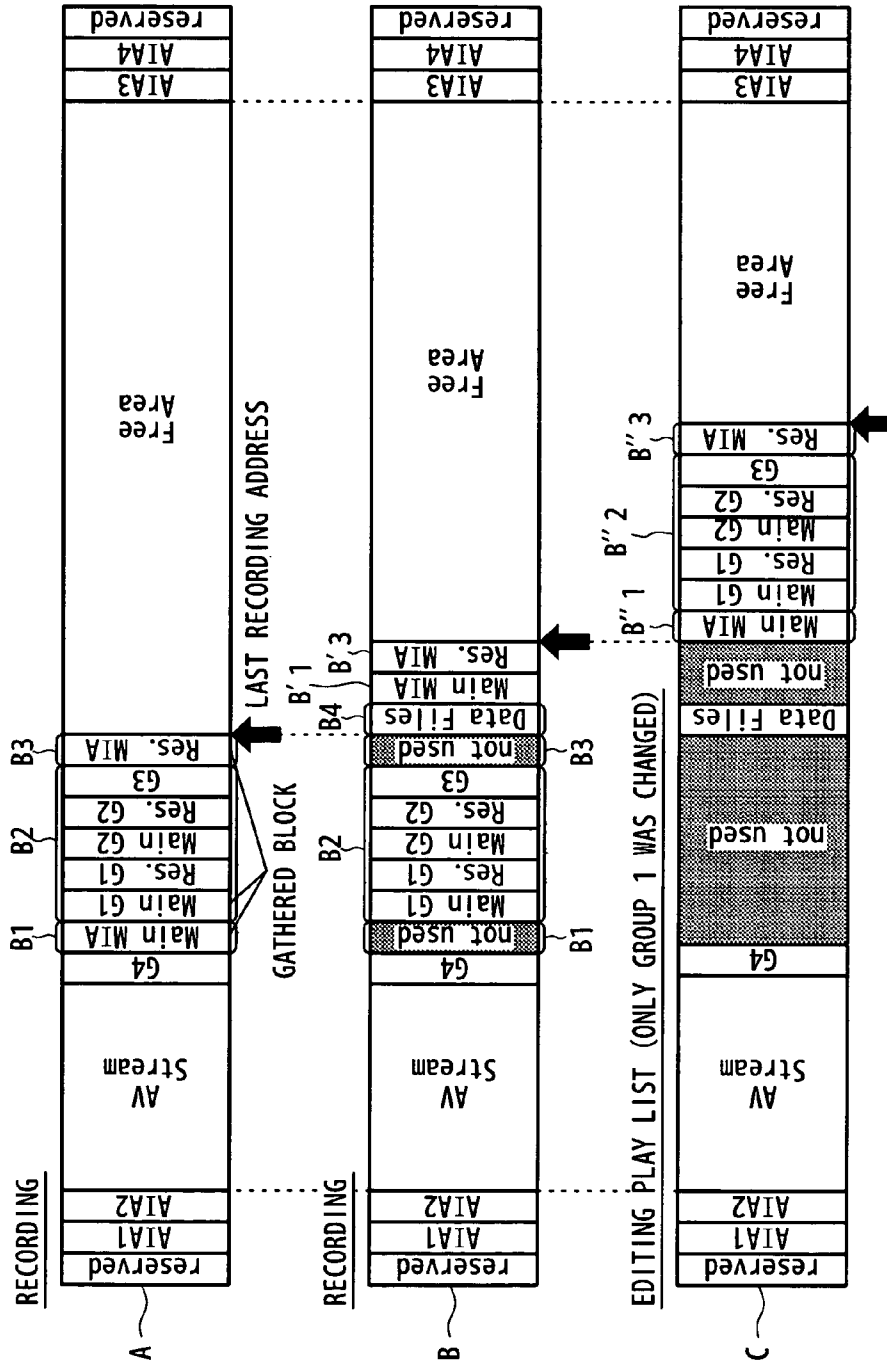 RECORDING
A
reserved
AIA1
AIA2
AV
Stream
G4
Main MIA
Main G1
Res. G1
Main G2
Res. G2
G3
Res. MIA
Free
Area
AIA3
AIA4
reserved
B1
B2
B3
GATHERED BLOCK
LAST RECORDING ADDRESS
RECORDING
B
reserved
AIA1
AIA2
AV
Stream
G4
not used
Main G1
Res. G1
Main G2
Res. G2
G3
not used
Data Files
Main MIA
Res. MIA
Free
Area
AIA3
AIA4
reserved
B2
B4
B'1
B'3
B1
B3
EDITING PLAY LIST (ONLY GROUP 1 WAS CHANGED)
C
reserved
AIA1
AIA2
AV
Stream
G4
not used
Data Files
not used
Main MIA
Main G1
Res. G1
Main G2
Res. G2
G3
Res. MIA
Free
Area
AIA3
AIA4
reserved
B"1
B"2
B"3